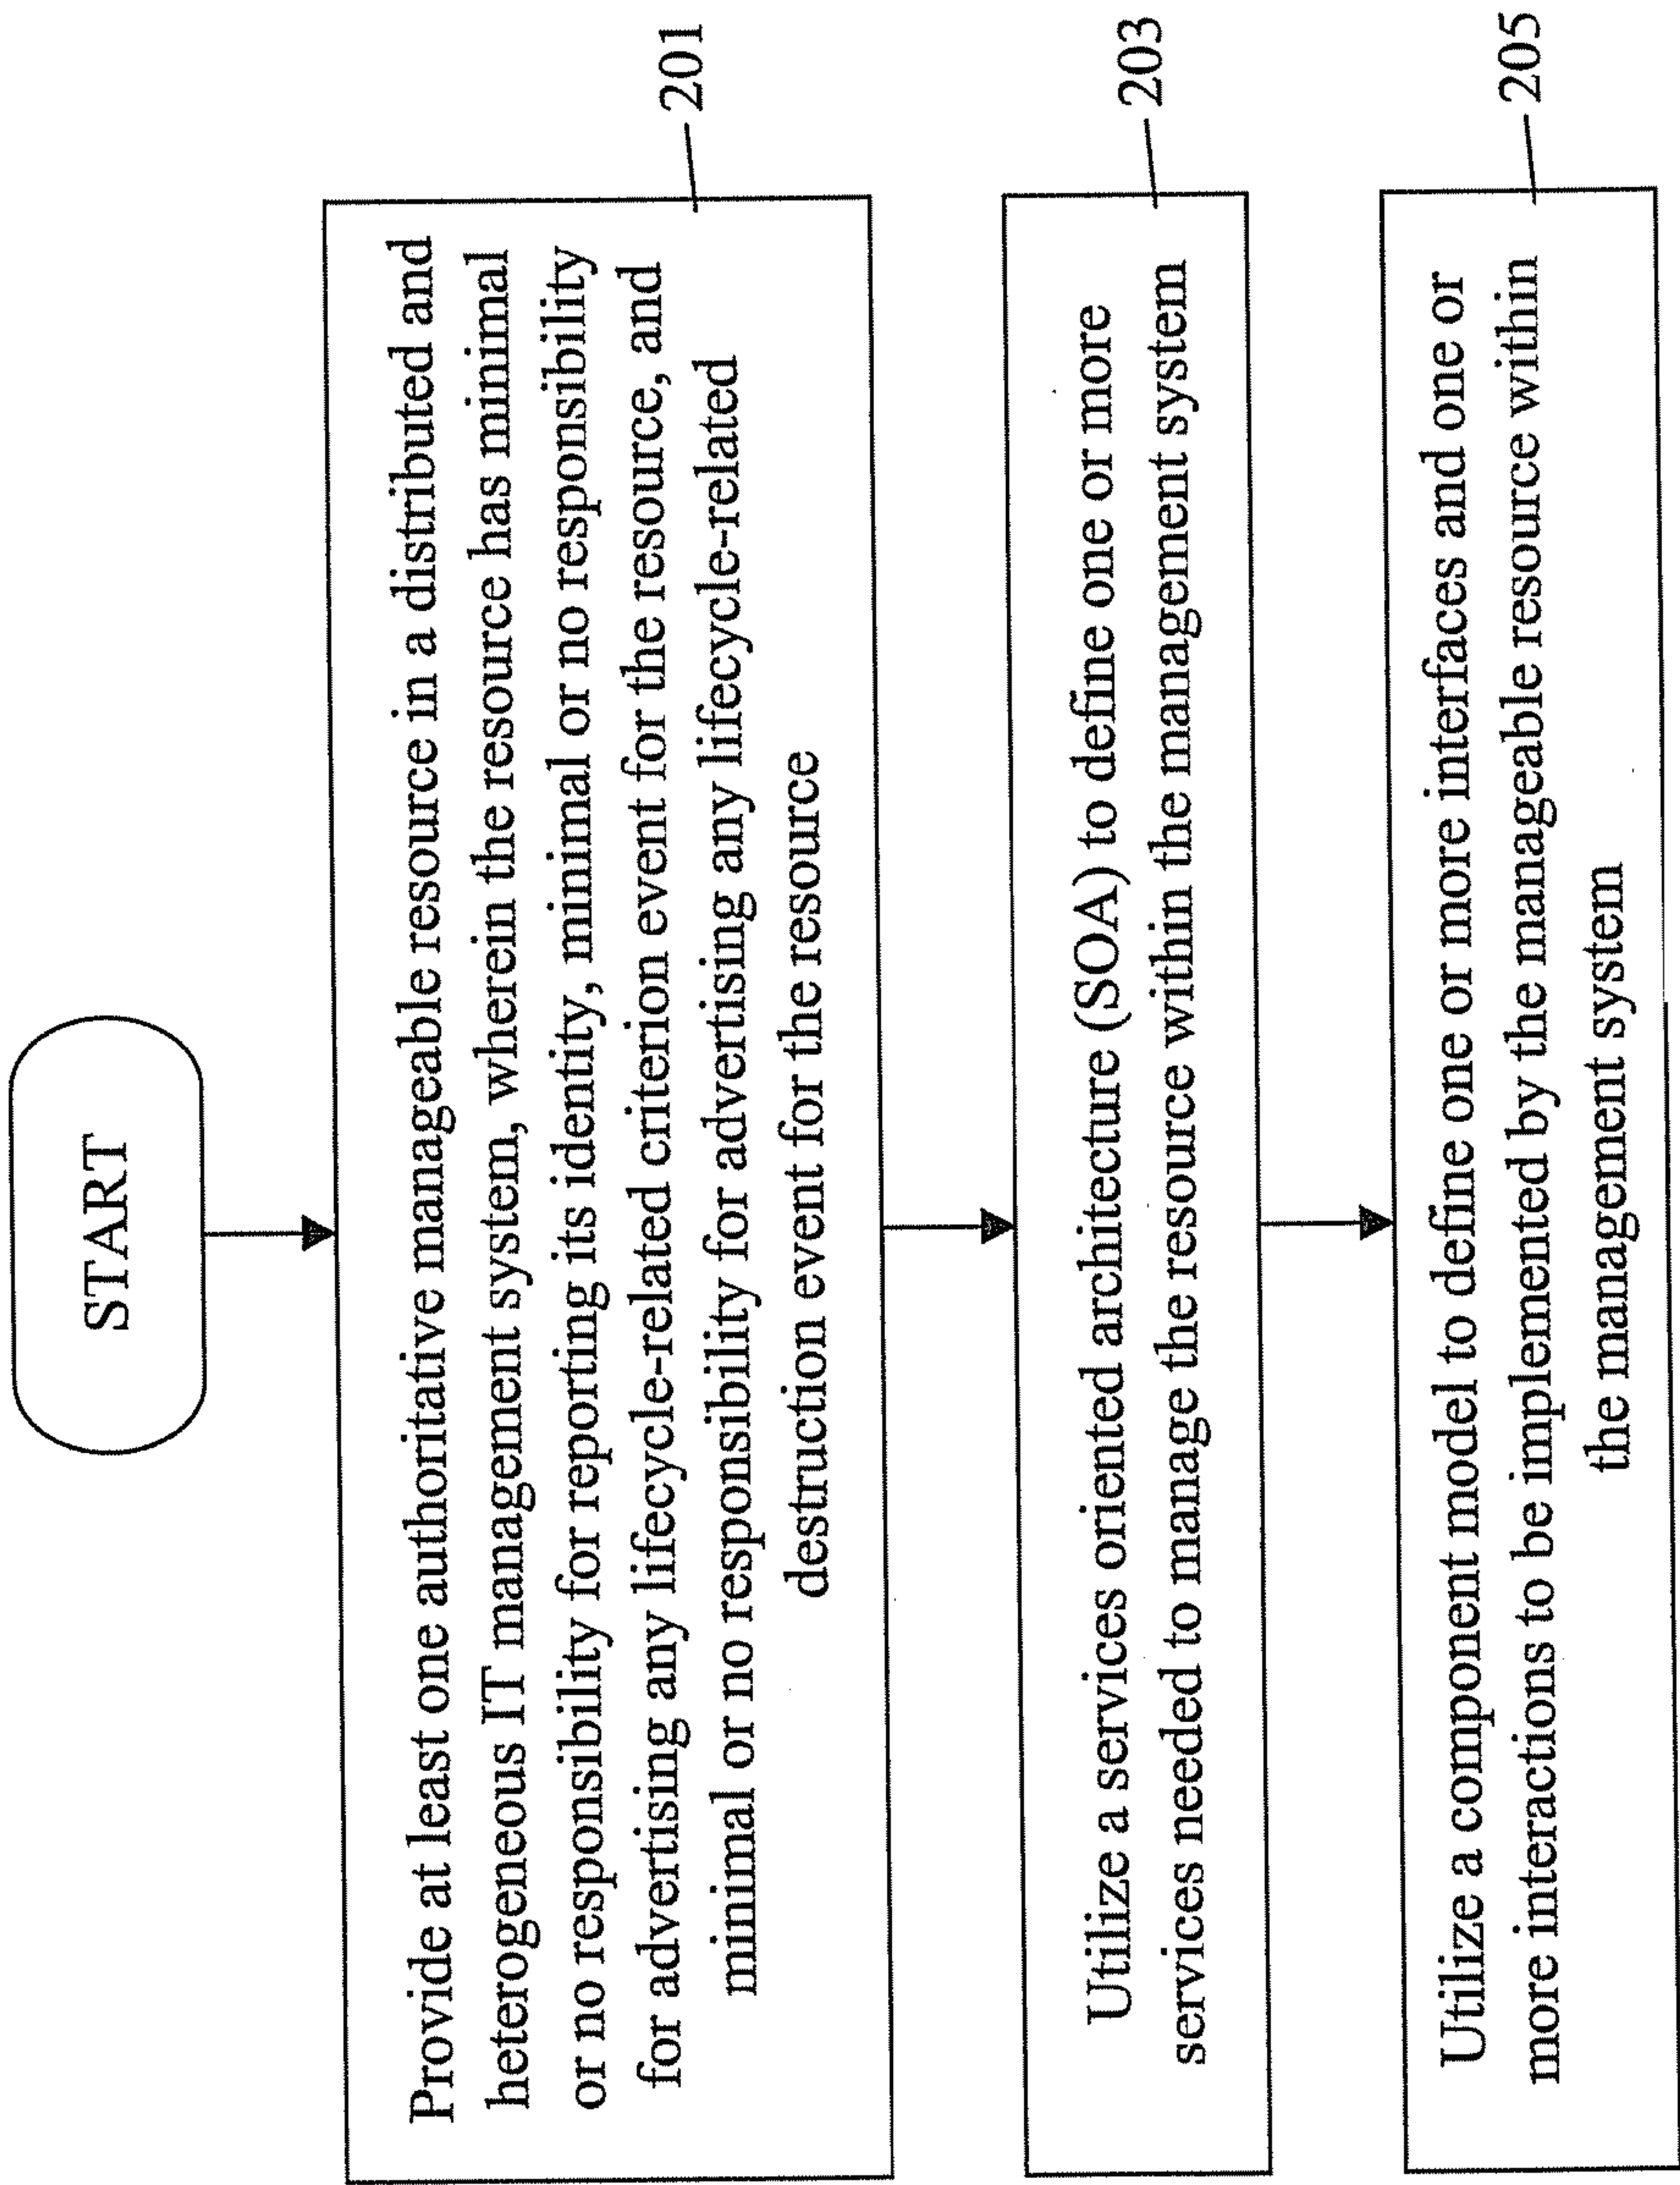 START
Provide at least one authoritative manageable resource in a distributed and
heterogeneous IT management system, wherein the resource has minimal
or no responsibility for reporting its identity, minimal or no responsibility
for advertising any lifecycle-related criterion event for the resource, and
minimal or no responsibility for advertising any lifecycle-related
destruction event for the resource
201
Utilize a services oriented architecture (SOA) to define one or more
services needed to manage the resource within the management system
203
Utilize a component model to define one or more interfaces and one or
more interactions to be implemented by the manageable resource within
the management system
205